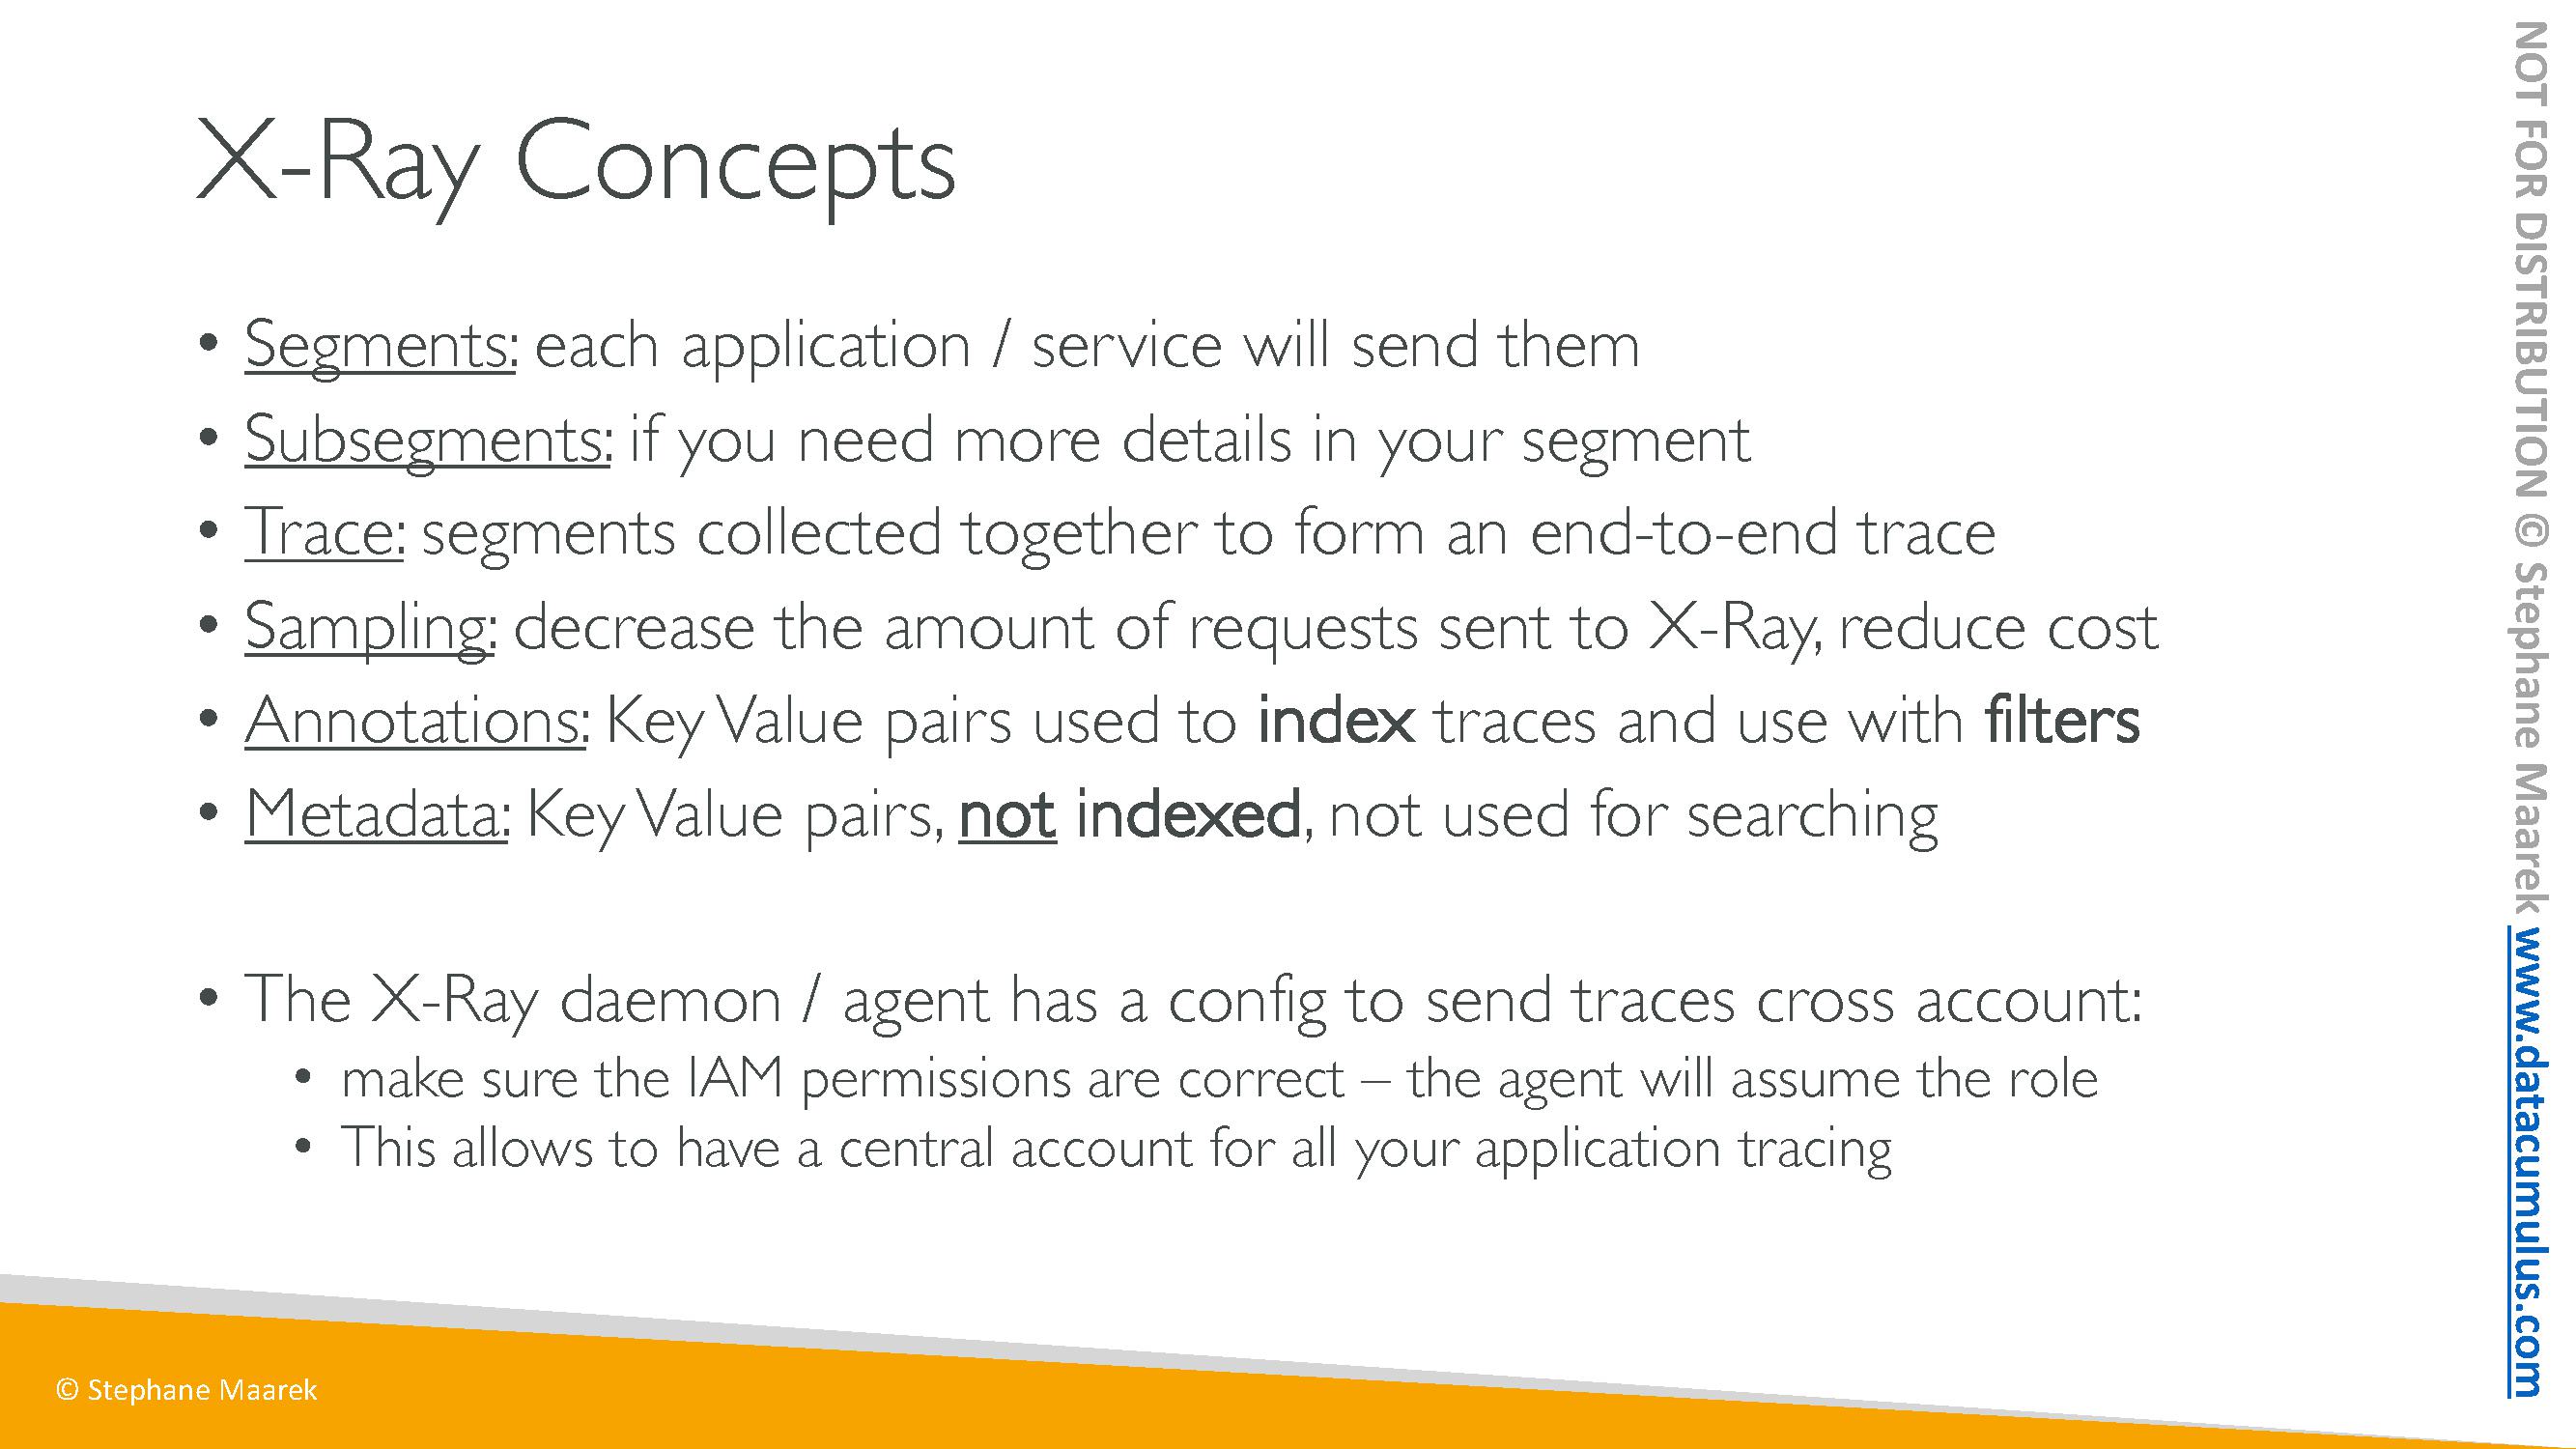 X-Ray Concepts
• Segments: each application / service will send them
• Subsegments: if you need more details in your segment
• Trace: segments collected together to form an end-to-end trace
• Sampling: decrease the amount of requests sent to X-Ray, reduce cost
• Annotations: Key Value pairs used to index traces and use with filters
• Metadata: Key Value pairs, not indexed, not used for searching
• The X-Ray daemon / agent has a config to send traces cross account:
• make sure the IAM permissions are correct – the agent will assume the role
• This allows to have a central account for all your application tracing
© Stephane Maarek
NOT FOR DISTRIBUTION © Stephane Maarek www.datacumulus.com